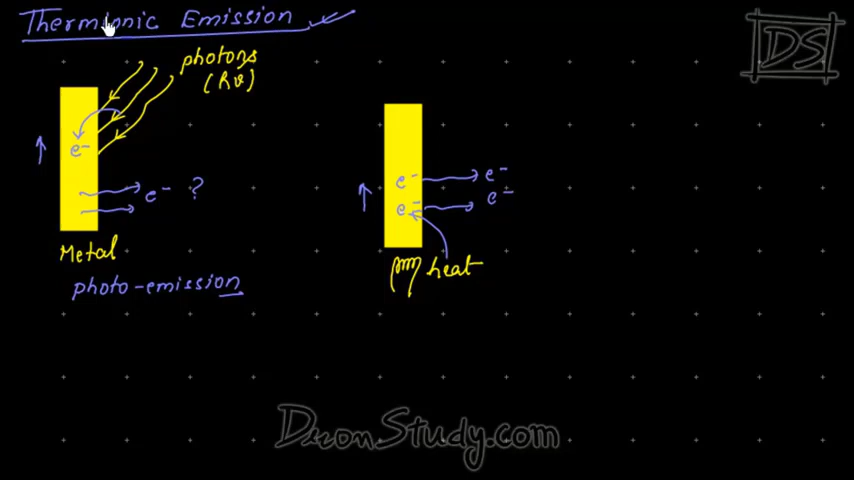 Thermionic Emission
DS
photons
(hν)
e⁻
e⁻ ?
Metal
photo-emission
e⁻ e⁻
e⁻ e⁻
heat
DronStudy.com